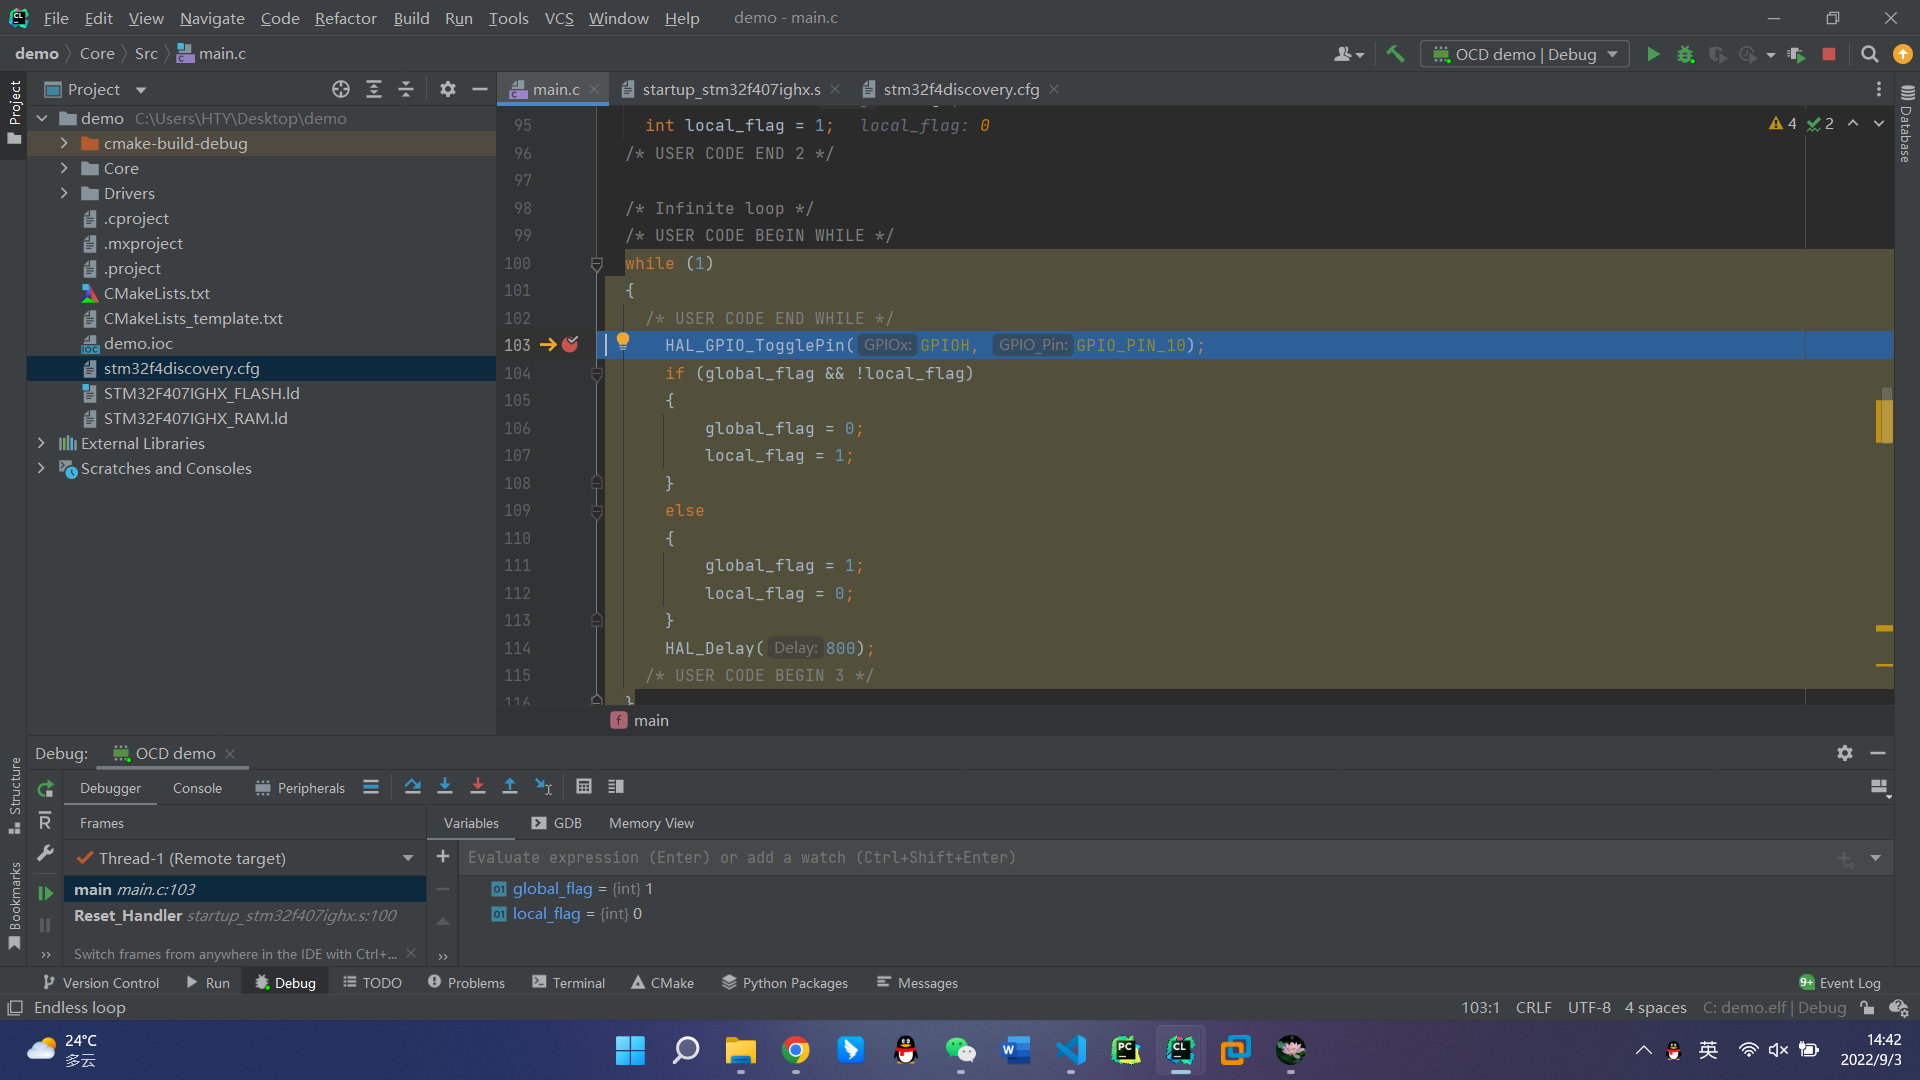 File Edit View Navigate Code Refactor Build Run Tools VCS Window Help demo - main.c
demo Core Src main.c OCD demo | Debug
Project
Project
demo C:\Users\HTY\Desktop\demo
cmake-build-debug
Core
Drivers
.cproject
.mxproject
.project
CMakeLists.txt
CMakeLists_template.txt
demo.ioc
stm32f4discovery.cfg
STM32F407IGHX_FLASH.ld
STM32F407IGHX_RAM.ld
External Libraries
Scratches and Consoles
main.c startup_stm32f407ighx.s stm32f4discovery.cfg
Database
4 2
95 int local_flag = 1; local_flag: 0
96 /* USER CODE END 2 */
97
98 /* Infinite loop */
99 /* USER CODE BEGIN WHILE */
100 while (1)
101 {
102 /* USER CODE END WHILE */
103 HAL_GPIO_TogglePin( GPIOx: GPIOH, GPIO_Pin: GPIO_PIN_10);
104 if (global_flag && !local_flag)
105 {
106 global_flag = 0;
107 local_flag = 1;
108 }
109 else
110 {
111 global_flag = 1;
112 local_flag = 0;
113 }
114 HAL_Delay( Delay: 800);
115 /* USER CODE BEGIN 3 */
116 }
f main
Debug: OCD demo
Structure
Bookmarks
Debugger Console Peripherals
Frames
Thread-1 (Remote target)
main main.c:103
Reset_Handler startup_stm32f407ighx.s:100
Switch frames from anywhere in the IDE with Ctrl+...
Variables GDB Memory View
Evaluate expression (Enter) or add a watch (Ctrl+Shift+Enter)
global_flag = {int} 1
local_flag = {int} 0
Version Control Run Debug TODO Problems Terminal CMake Python Packages Messages 9+ Event Log
Endless loop 103:1 CRLF UTF-8 4 spaces C: demo.elf | Debug
24°C
多云
英
14:42
2022/9/3